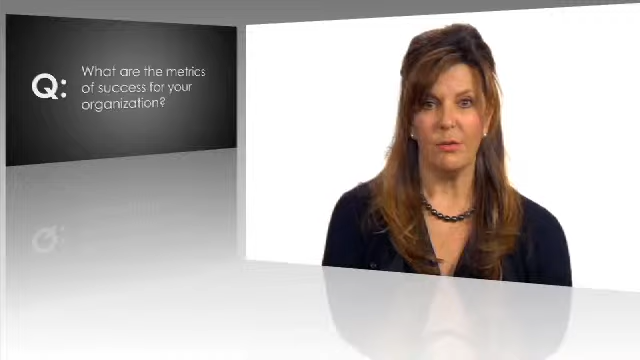 Q: What are the metrics
of success for your
organization?